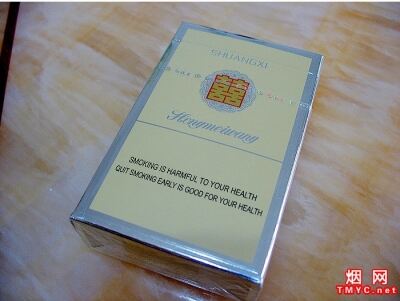 SHUANGXI
囍
Hongmeiwang
SMOKING IS HARMFUL TO YOUR HEALTH
QUIT SMOKING EARLY IS GOOD FOR YOUR HEALTH
烟网
TMYC.net